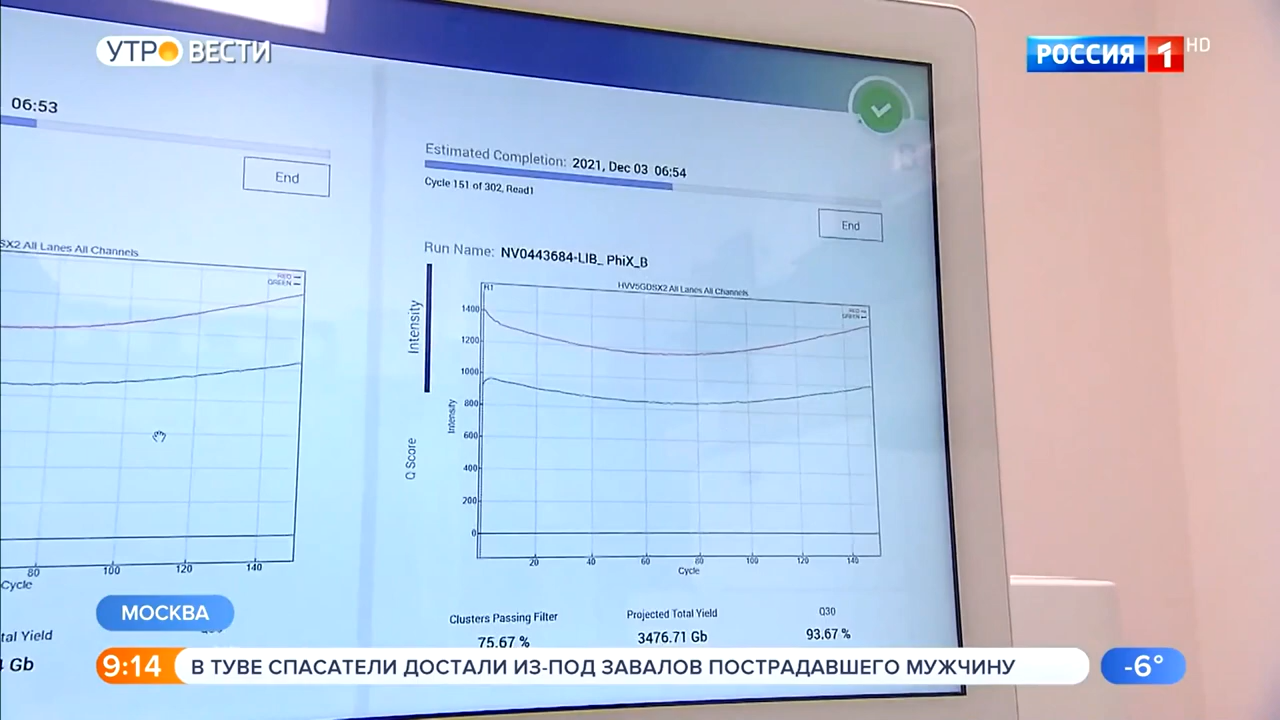 УТРО ВЕСТИ
РОССИЯ 1 HD
06:53
End
SX2 All Lanes All Channels
RED
GREEN
80 100 120 140
Cycle
tal Yield
Gb
Estimated Completion: 2021, Dec 03 06:54
Cycle 151 of 302, Read1
End
Run Name: NV0443684-LIB_ PhiX_B
Intensity
Q Score
HVV5GDSX2 All Lanes All Channels
R1
RED
GREEN
1400
1200
1000
800
600
400
200
0
Intensity
20 40 60 80 100 120 140
Cycle
Clusters Passing Filter
75.67 %
Projected Total Yield
3476.71 Gb
Q30
93.67 %
МОСКВА
9:14 В ТУВЕ СПАСАТЕЛИ ДОСТАЛИ ИЗ-ПОД ЗАВАЛОВ ПОСТРАДАВШЕГО МУЖЧИНУ -6°